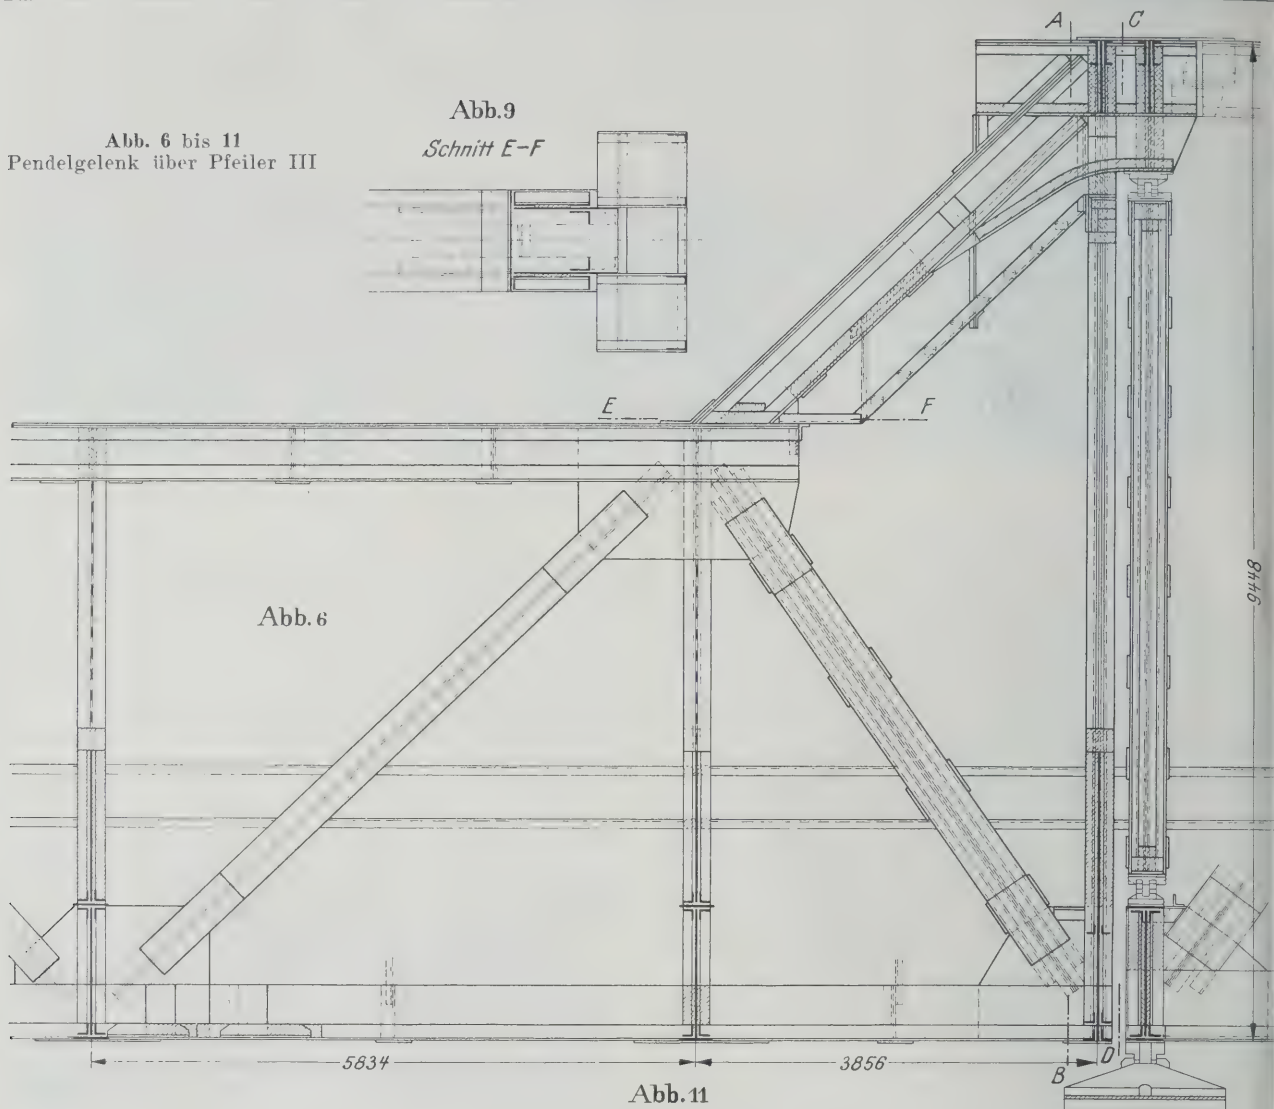 A C
Abb.9
Schnitt E-F
Abb. 6 bis 11
Pendelgelenk über Pfeiler III
E F
9448
Abb.6
5834
3856
B
D
Abb.11